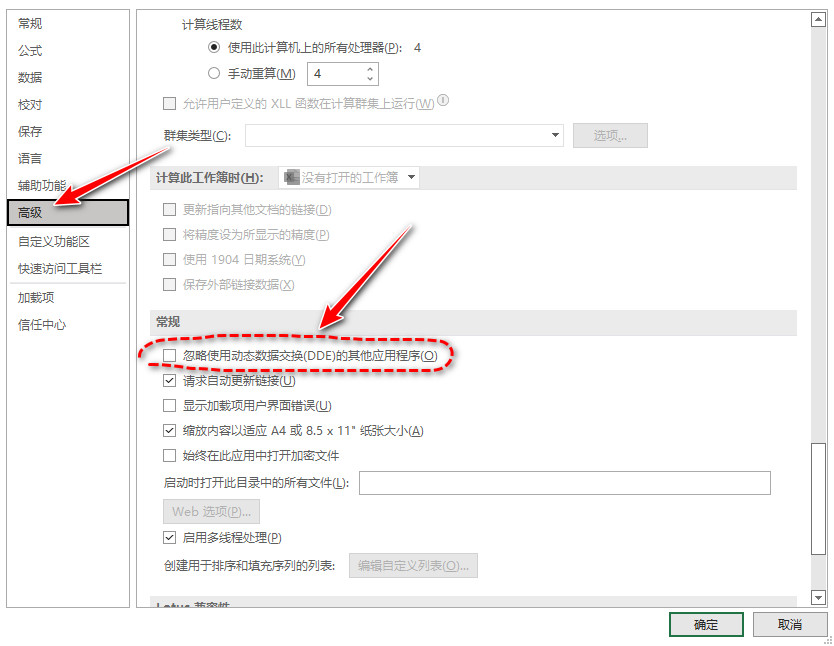 常规
公式
数据
校对
保存
语言
辅助功能
高级
自定义功能区
快速访问工具栏
加载项
信任中心
计算线程数
使用此计算机上的所有处理器(P): 4
手动重算(M) 4
允许用户定义的 XLL 函数在计算群集上运行(W)
群集类型(C): 选项...
计算此工作簿时(H): 没有打开的工作簿
更新指向其他文档的链接(D)
将精度设为所显示的精度(P)
使用 1904 日期系统(Y)
保存外部链接数据(X)
常规
忽略使用动态数据交换(DDE)的其他应用程序(O)
请求自动更新链接(U)
显示加载项用户界面错误(U)
缩放内容以适应 A4 或 8.5 x 11" 纸张大小(A)
始终在此应用中打开加密文件
启动时打开此目录中的所有文件(L):
Web 选项(P)...
启用多线程处理(P)
创建用于排序和填充序列的列表: 编辑自定义列表(O)...
Lotus 兼容性
确定 取消